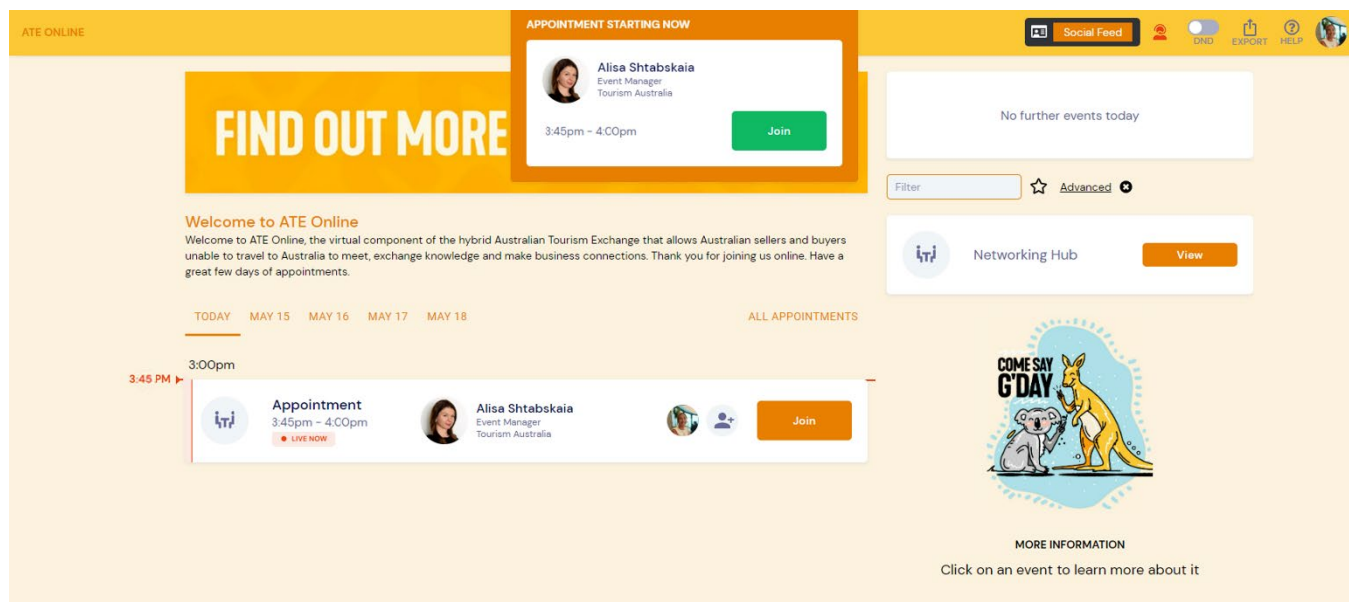 ATE ONLINE
APPOINTMENT STARTING NOW
Alisa Shtabskaia
Event Manager
Tourism Australia
3:45pm - 4:00pm
Join
Social Feed
DND
EXPORT
HELP
FIND OUT MORE
No further events today
Filter
Advanced
Welcome to ATE Online
Welcome to ATE Online, the virtual component of the hybrid Australian Tourism Exchange that allows Australian sellers and buyers
unable to travel to Australia to meet, exchange knowledge and make business connections. Thank you for joining us online. Have a
great few days of appointments.
Networking Hub
View
TODAY MAY 15 MAY 16 MAY 17 MAY 18
ALL APPOINTMENTS
3:00pm
3:45 PM
Appointment
3:45pm - 4:00pm
LIVE NOW
Alisa Shtabskaia
Event Manager
Tourism Australia
Join
COME SAY
G'DAY
MORE INFORMATION
Click on an event to learn more about it